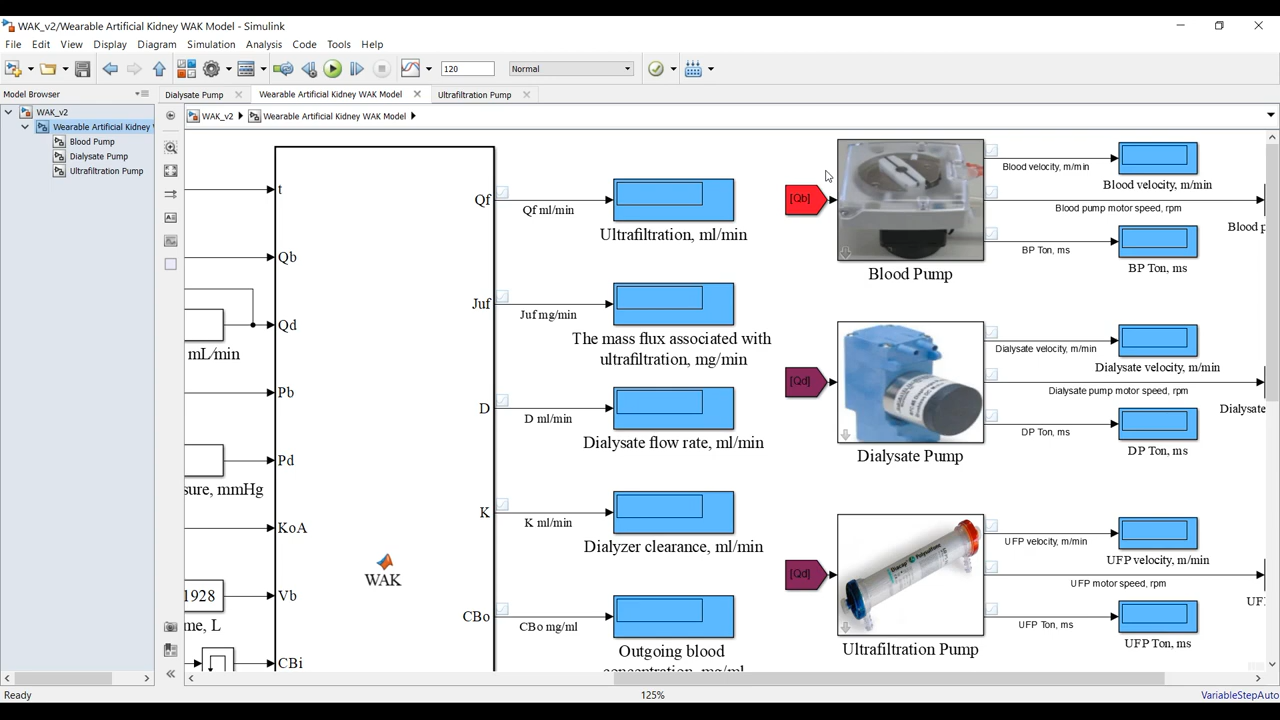 WAK_v2/Wearable Artificial Kidney WAK Model - Simulink
File Edit View Display Diagram Simulation Analysis Code Tools Help
120 Normal
Model Browser
Dialysate Pump Wearable Artificial Kidney WAK Model Ultrafiltration Pump
WAK_v2
Wearable Artificial Kidney
Blood Pump
Dialysate Pump
Ultrafiltration Pump
WAK_v2 Wearable Artificial Kidney WAK Model
t
Qb
Qd
mL/min
Pb
Pd
sure, mmHg
KoA
WAK
1928
Vb
me, L
CBi
Qf
Qf ml/min
Ultrafiltration, ml/min
Juf
Juf mg/min
The mass flux associated with
ultrafiltration, mg/min
D
D ml/min
Dialysate flow rate, ml/min
K
K ml/min
Dialyzer clearance, ml/min
CBo
CBo mg/ml
Outgoing blood
concentration, mg/ml
[Qb]
Blood Pump
Blood velocity, m/min
Blood velocity, m/min
Blood pump motor speed, rpm
Blood p
BP Ton, ms
BP Ton, ms
[Qd]
Dialysate Pump
Dialysate velocity, m/min
Dialysate velocity, m/min
Dialysate pump motor speed, rpm
Dialysate
DP Ton, ms
DP Ton, ms
[Qd]
Ultrafiltration Pump
UFP velocity, m/min
UFP velocity, m/min
UFP motor speed, rpm
UF
UFP Ton, ms
UFP Ton, ms
Ready 125% VariableStepAuto